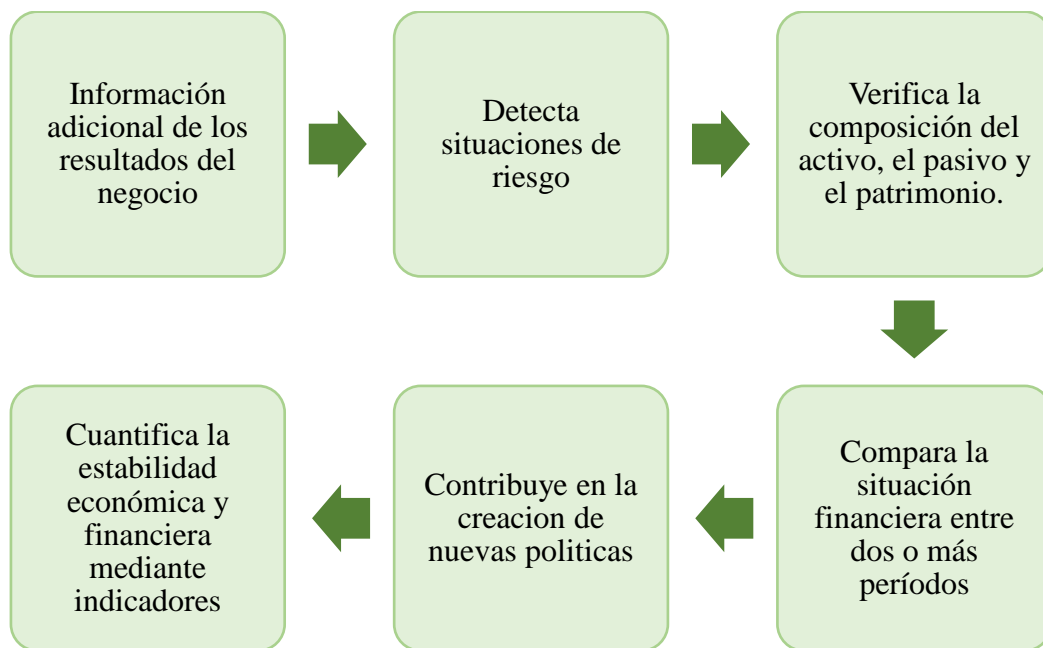 Información
adicional de los
resultados del
negocio
Detecta
situaciones de
riesgo
Verifica la
composición del
activo, el pasivo y
el patrimonio.
Compara la
situación
financiera entre
dos o más
períodos
Contribuye en la
creacion de
nuevas politicas
Cuantifica la
estabilidad
económica y
financiera
mediante
indicadores